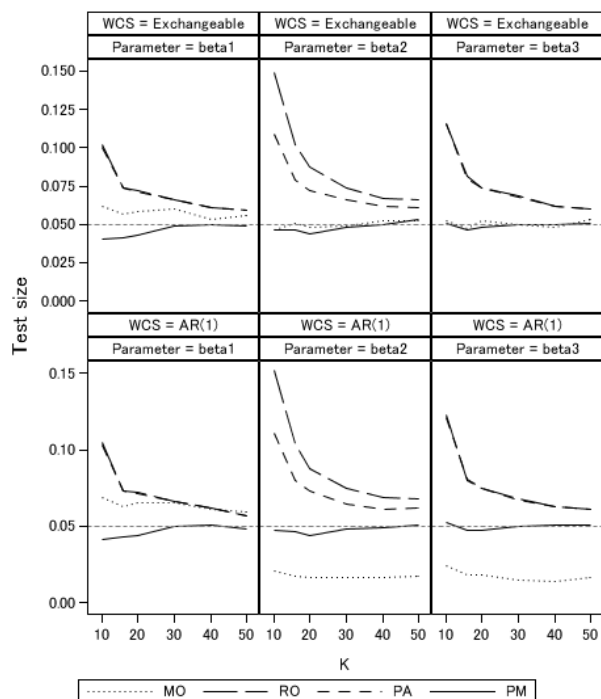 WCS = Exchangeable WCS = Exchangeable WCS = Exchangeable
Parameter = beta1 Parameter = beta2 Parameter = beta3
0.150
0.125
0.100
0.075
0.050
0.025
0.000
Test size
WCS = AR(1) WCS = AR(1) WCS = AR(1)
Parameter = beta1 Parameter = beta2 Parameter = beta3
0.15
0.10
0.05
0.00
10 20 30 40 50 10 20 30 40 50 10 20 30 40 50
K
MO RO PA PM